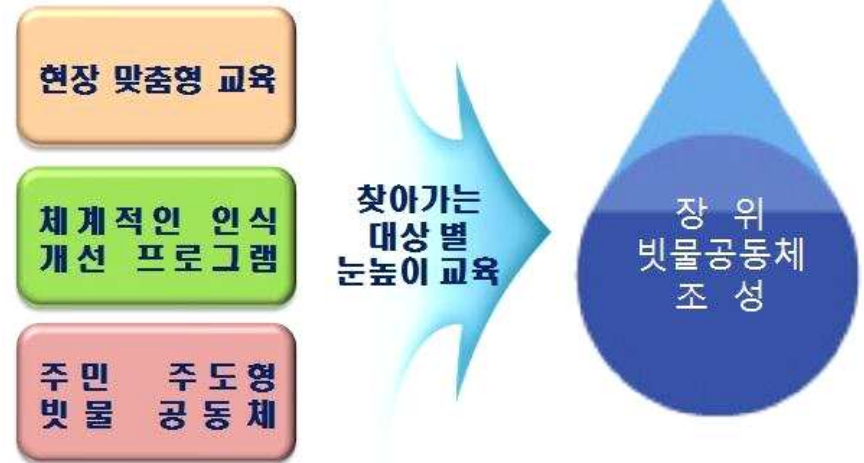 현장 맞춤형 교육
체계적인 인식
개선 프로그램
주민 주도형
빗물 공동체
찾아가는
대상 별
눈높이 교육
장 위
빗물공동체
조 성